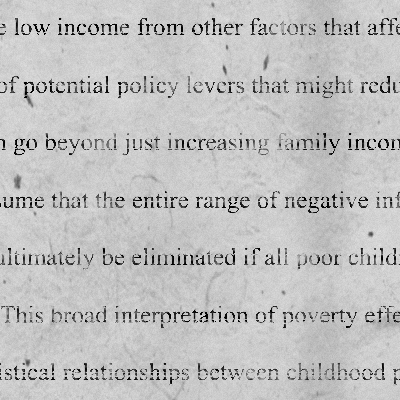 e low income from other factors that affe
of potential policy levers that might redu
n go beyond just increasing family incom
sume that the entire range of negative inf
ultimately be eliminated if all poor childr
This broad interpretation of poverty effe
istical relationships between childhood p